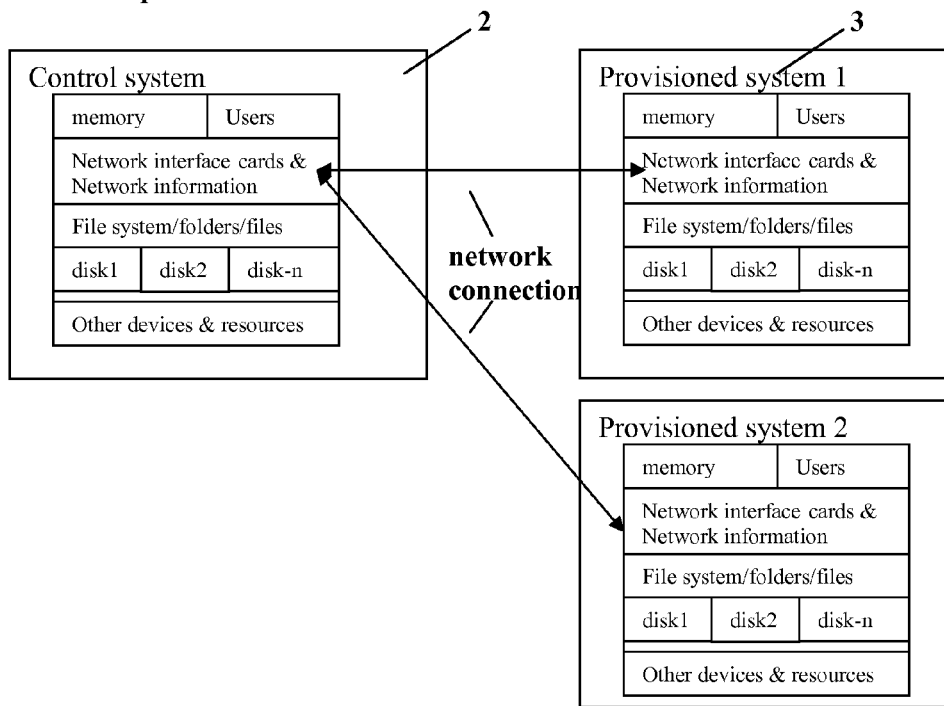 2
3
Control system
memory
Users
Network interface cards &
Network information
File system/folders/files
disk1
disk2
disk-n
Other devices & resources
network
connection
Provisioned system 1
memory
Users
Network interface cards &
Network information
File system/folders/files
disk1
disk2
disk-n
Other devices & resources
Provisioned system 2
memory
Users
Network interface cards &
Network information
File system/folders/files
disk1
disk2
disk-n
Other devices & resources